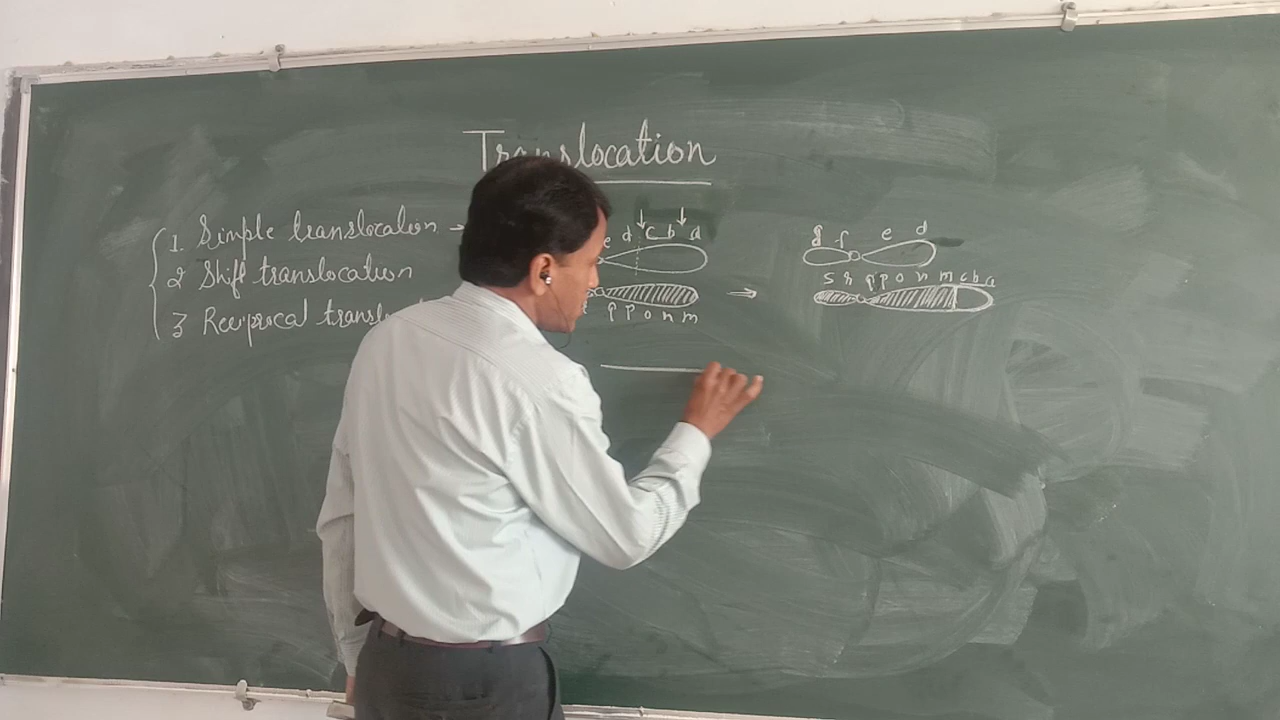 Translocation
1. Simple translocation →
2 Shift translocation
3 Reciprocal transl
e d c b a
q p o n m
→
g f e d
s r q p o n m c b a